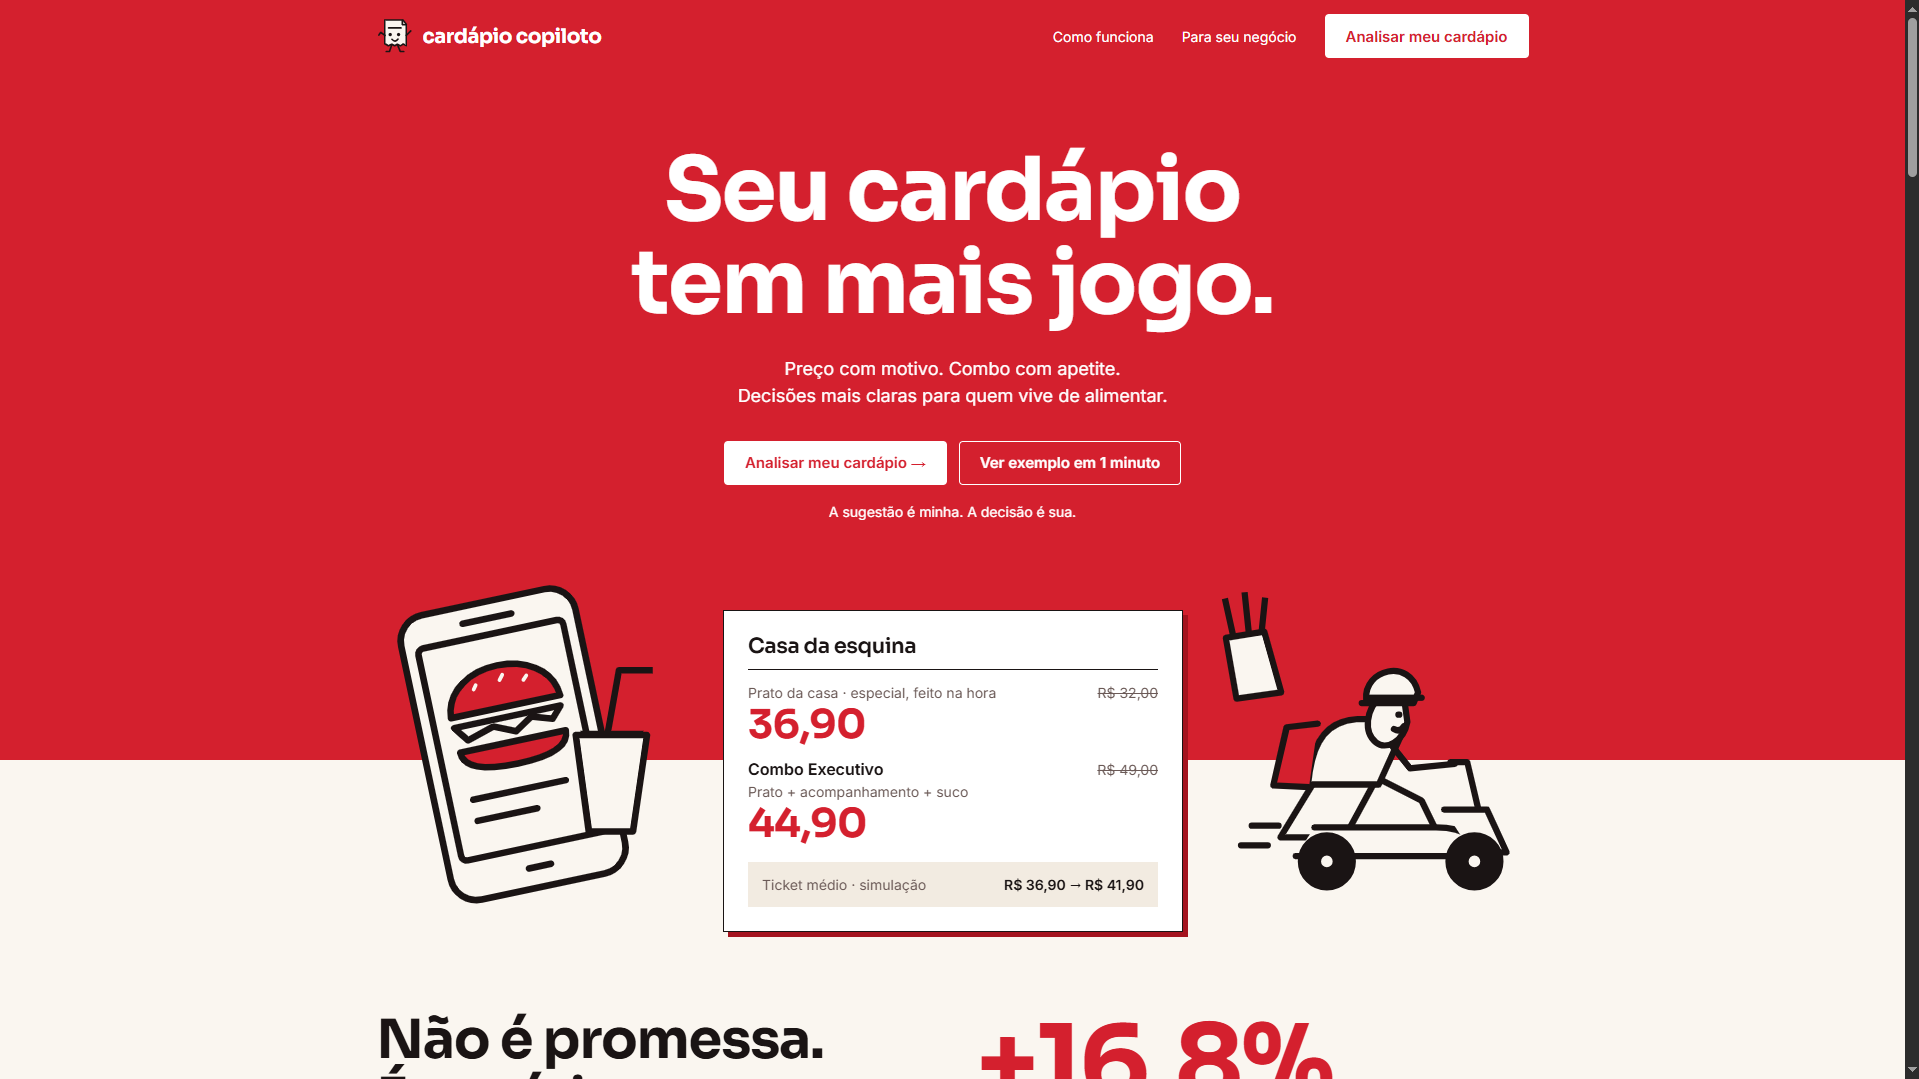 cardápio copiloto
Como funciona
Para seu negócio
Analisar meu cardápio
Seu cardápio
tem mais jogo.
Preço com motivo. Combo com apetite.
Decisões mais claras para quem vive de alimentar.
Analisar meu cardápio →
Ver exemplo em 1 minuto
A sugestão é minha. A decisão é sua.
Casa da esquina
Prato da casa · especial, feito na hora R$ 32,00
36,90
Combo Executivo R$ 49,00
Prato + acompanhamento + suco
44,90
Ticket médio · simulação R$ 36,90 → R$ 41,90
Não é promessa.
+16,8%